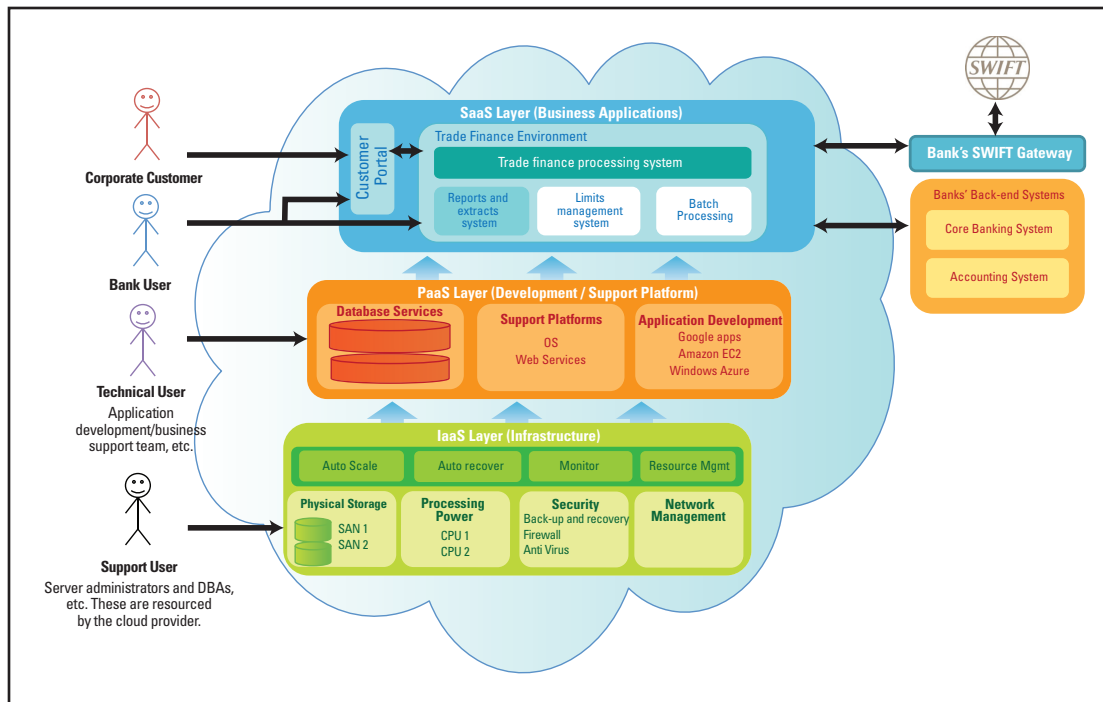 SWIFT
SaaS Layer (Business Applications)
Customer
Portal
Trade Finance Environment
Trade finance processing system
Reports and
extracts
system
Limits
management
system
Batch
Processing
Corporate Customer
Bank User
Bank's SWIFT Gateway
Banks' Back-end Systems
Core Banking System
Accounting System
PaaS Layer (Development / Support Platform)
Database Services
Support Platforms
OS
Web Services
Application Development
Google apps
Amazon EC2
Windows Azure
Technical User
Application
development/business
support team, etc.
IaaS Layer (Infrastructure)
Auto Scale
Auto recover
Monitor
Resource Mgmt
Physical Storage
SAN 1
SAN 2
Processing
Power
CPU 1
CPU 2
Security
Back-up and recovery
Firewall
Anti Virus
Network
Management
Support User
Server administrators and DBAs,
etc. These are resourced
by the cloud provider.